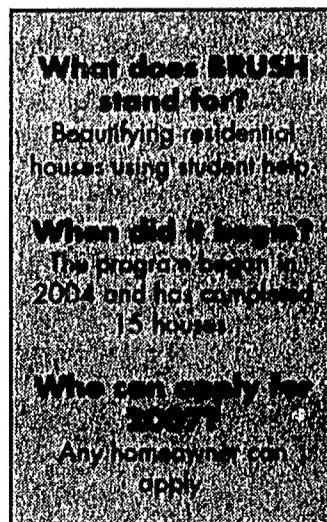 What does BRUSH
stand for?
Beautifying residential
houses using student help.
When did it begin?
The program began in
2004 and has completed
15 houses
Who can apply for
2007?
Any homeowner can
apply.